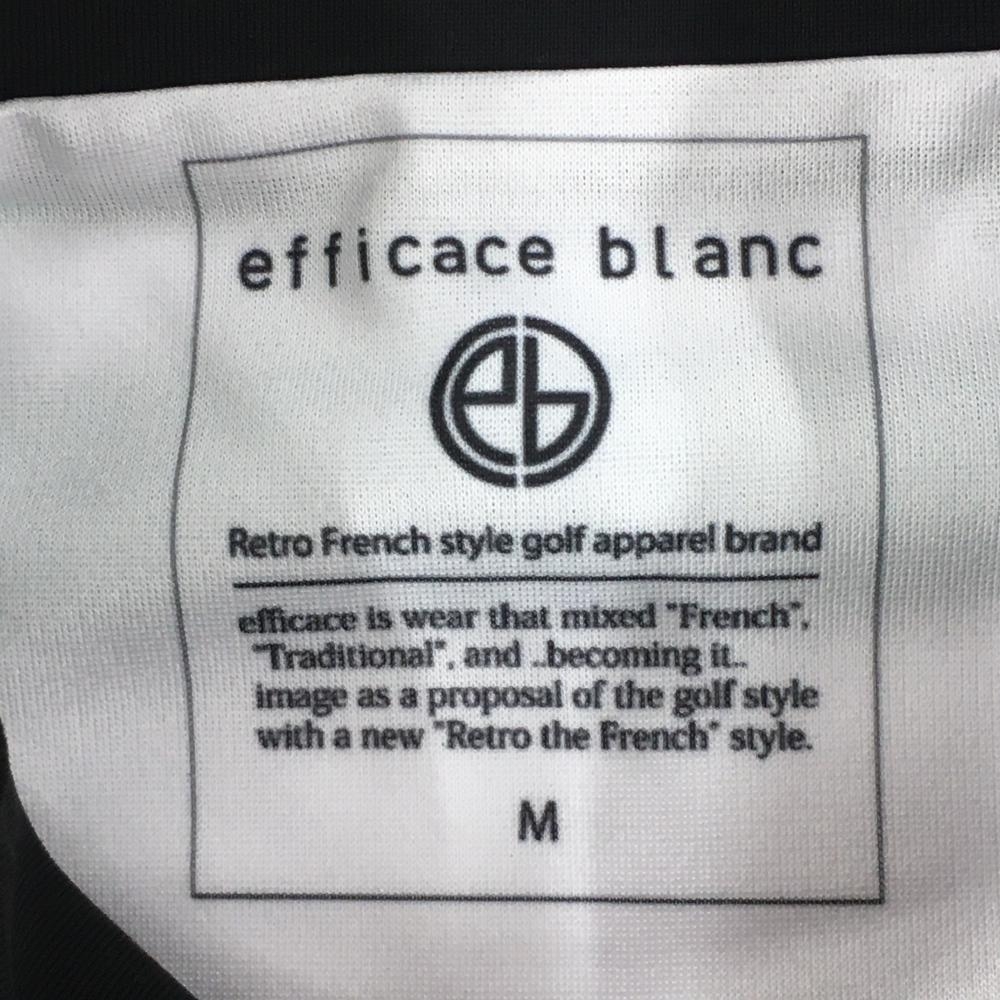 efficace blanc
eb
Retro French style golf apparel brand
efficace is wear that mixed "French",
"Traditional", and ..becoming it..
image as a proposal of the golf style
with a new "Retro the French" style.
M